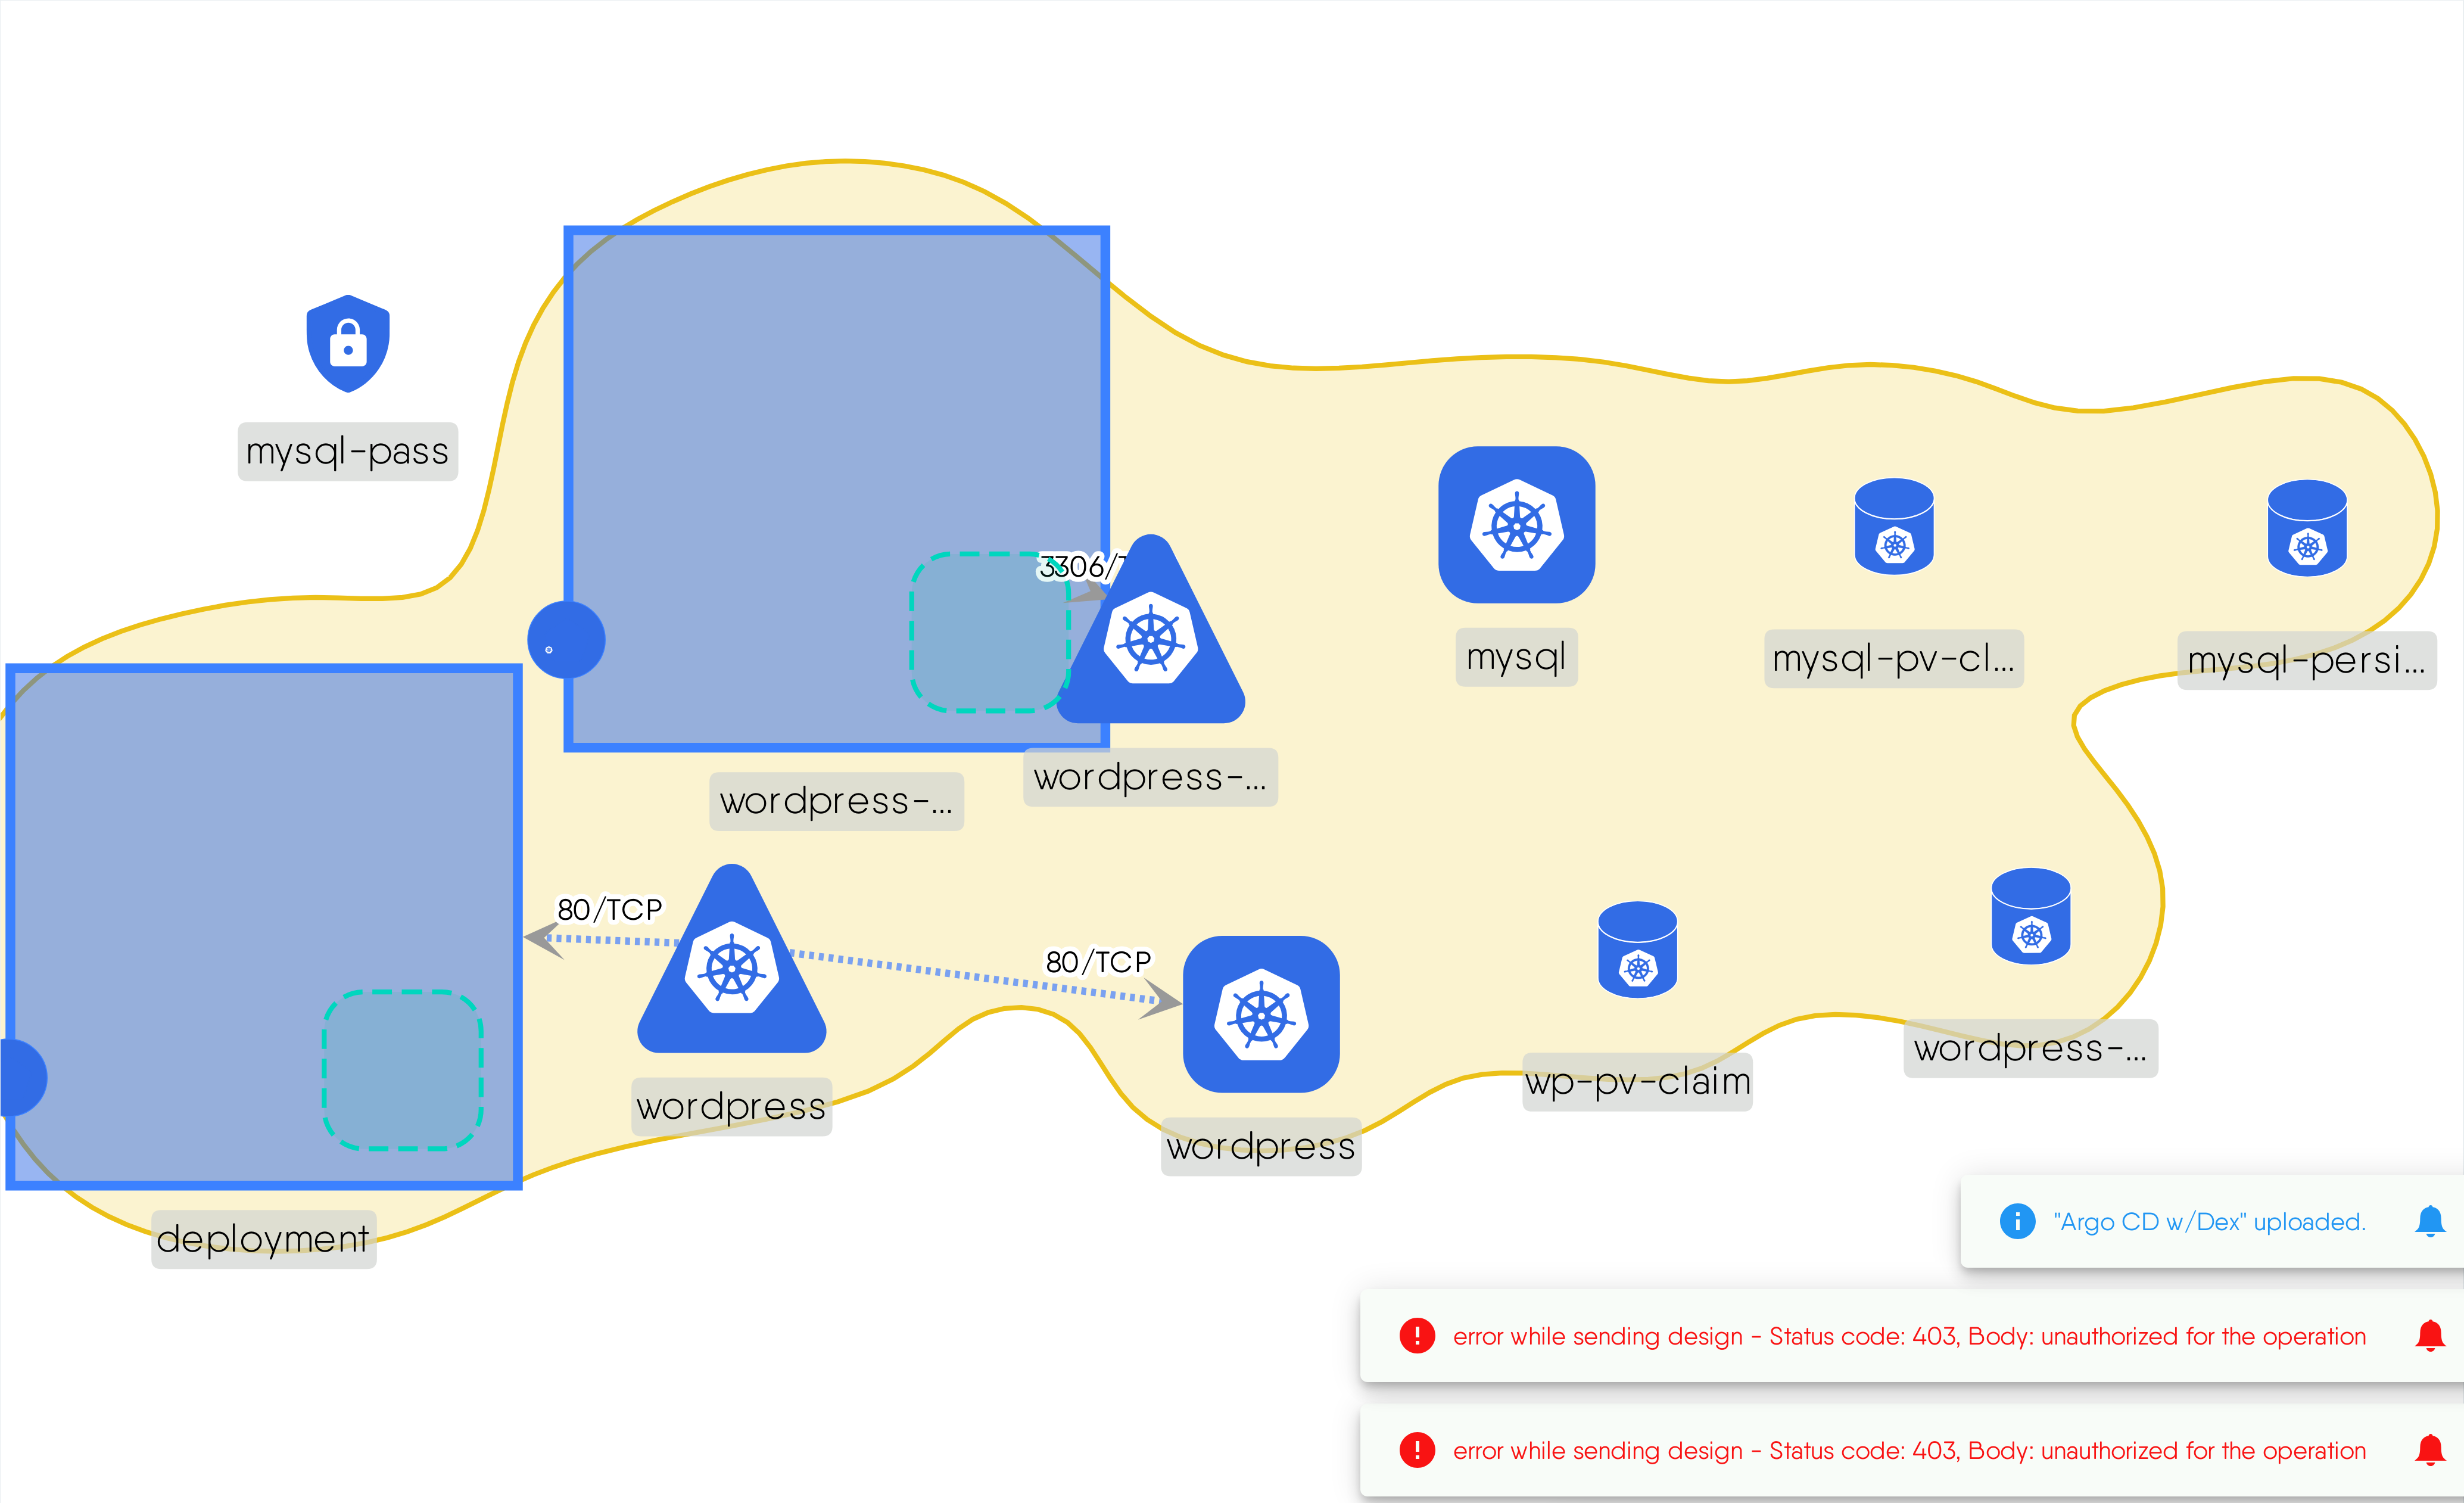 mysql-pass
3306/T
mysql
mysql-pv-cl...
mysql-persi...
wordpress-...
wordpress-...
80/TCP
80/TCP
wordpress
wordpress
wp-pv-claim
wordpress-...
deployment
"Argo CD w/Dex" uploaded.
error while sending design - Status code: 403, Body: unauthorized for the operation
error while sending design - Status code: 403, Body: unauthorized for the operation